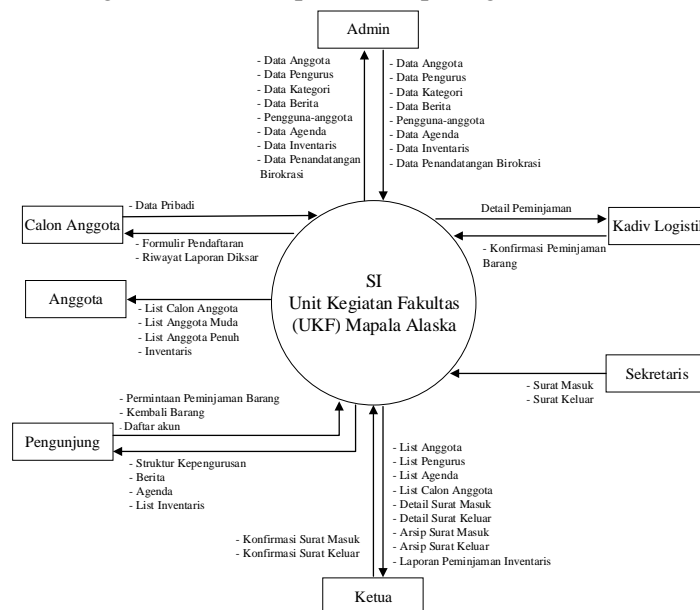 Admin
- Data Anggota
- Data Pengurus
- Data Kategori
- Data Berita
- Pengguna-anggota
- Data Agenda
- Data Inventaris
- Data Penandatangan
Birokrasi
- Data Anggota
- Data Pengurus
- Data Kategori
- Data Berita
- Pengguna-anggota
- Data Agenda
- Data Inventaris
- Data Penandatangan Birokrasi
- Data Pribadi
Calon Anggota
- Formulir Pendaftaran
- Riwayat Laporan Diksar
Detail Peminjaman
Kadiv Logistik
- Konfirmasi Peminjaman
Barang
SI
Unit Kegiatan Fakultas
(UKF) Mapala Alaska
Anggota
- List Calon Anggota
- List Anggota Muda
- List Anggota Penuh
- Inventaris
Sekretaris
- Surat Masuk
- Surat Keluar
- Permintaan Peminjaman Barang
- Kembali Barang
- Daftar akun
Pengunjung
- Struktur Kepengurusan
- Berita
- Agenda
- List Inventaris
- List Anggota
- List Pengurus
- List Agenda
- List Calon Anggota
- Detail Surat Masuk
- Detail Surat Keluar
- Arsip Surat Masuk
- Arsip Surat Keluar
- Laporan Peminjaman Inventaris
- Konfirmasi Surat Masuk
- Konfirmasi Surat Keluar
Ketua